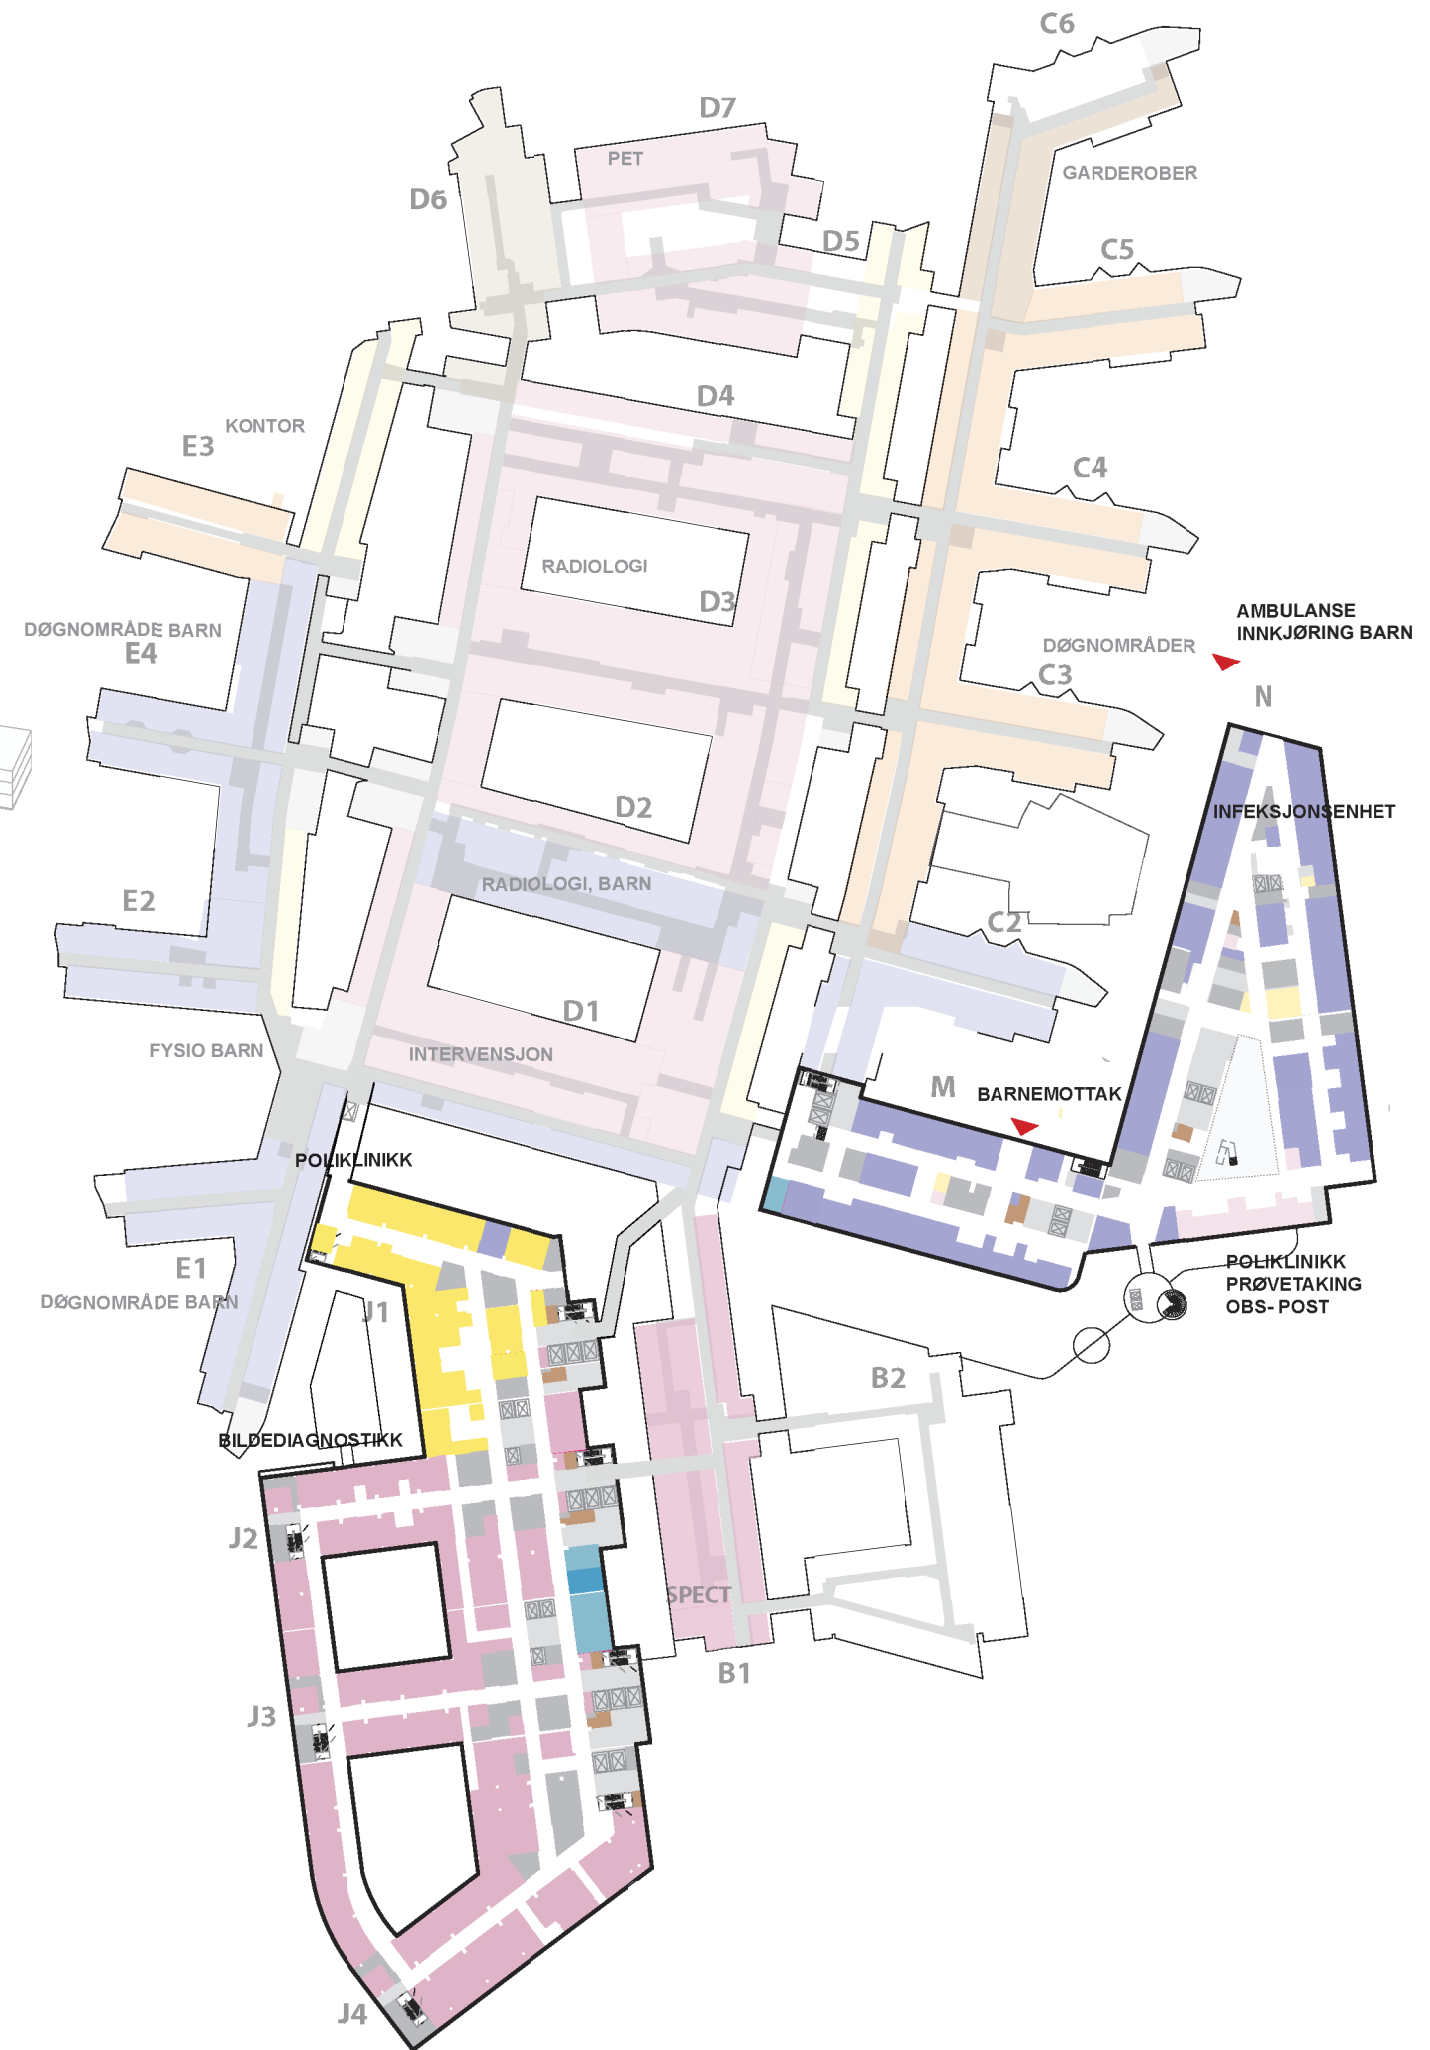 C6
D7
PET
GARDEROBER
D6
D5
C5
D4
KONTOR
E3
C4
RADIOLOGI
D3
AMBULANSE
INNKJØRING BARN
DØGNOMRÅDE BARN
E4
DØGNOMRÅDER
C3
N
D2
INFEKSJONSENHET
RADIOLOGI, BARN
E2
C2
D1
FYSIO BARN
INTERVENSJON
M
BARNEMOTTAK
POLIKLINIKK
E1
DØGNOMRÅDE BARN
J1
POLIKLINIKK
PRØVETAKING
OBS- POST
B2
BILDEDIAGNOSTIKK
J2
SPECT
B1
J3
J4